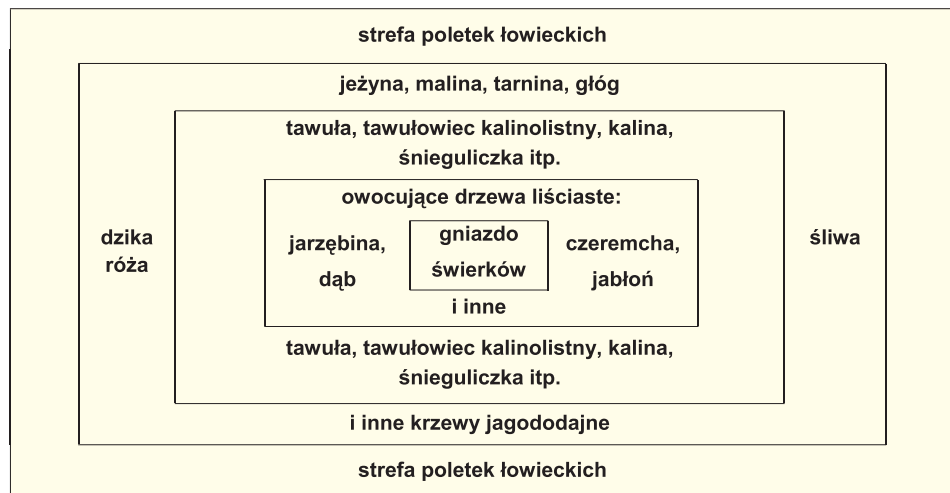 strefa poletek łowieckich
jeżyna, malina, tarnina, głóg
tawuła, tawułowiec kalinolistny, kalina,
śnieguliczka itp.
owocujące drzewa liściaste:
dzika
róża
jarzębina,
dąb
gniazdo
świerków
czeremcha,
jabłoń
śliwa
i inne
tawuła, tawułowiec kalinolistny, kalina,
śnieguliczka itp.
i inne krzewy jagododajne
strefa poletek łowieckich